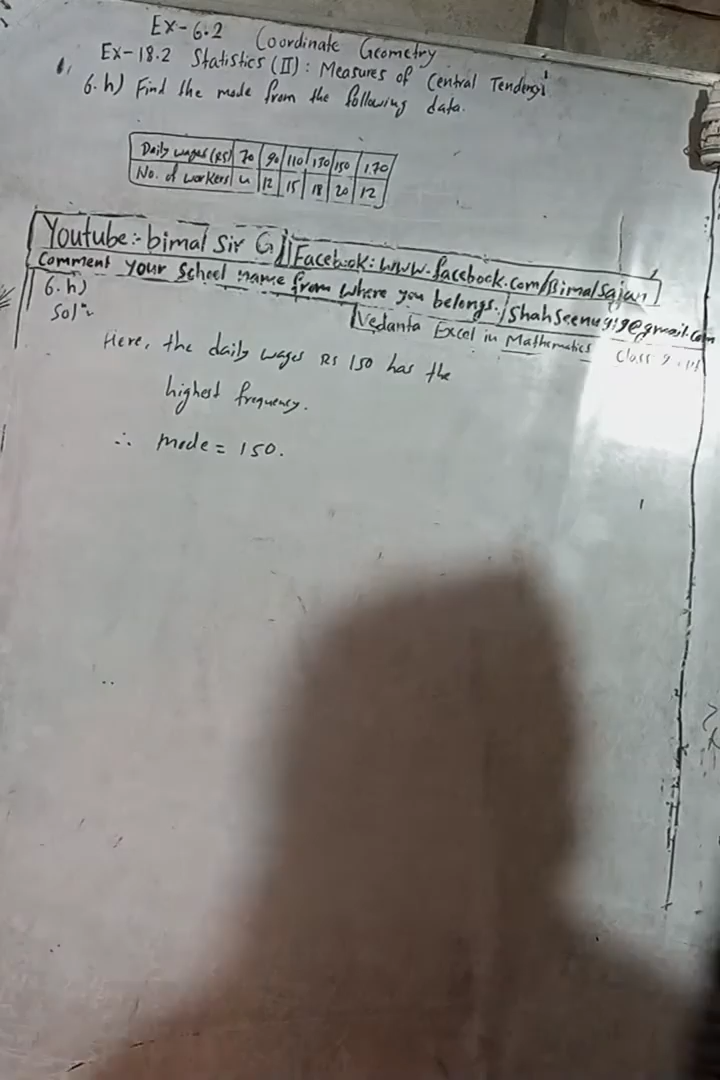 Ex-6.2 Coordinate Geometry
Ex-18.2 Statistics (II): Measures of Central Tendency
6.h) Find the mode from the following data.
Daily wages (RS) 70 90 110 130 150 170
No. of workers 4 12 15 18 20 12
Youtube:- bimal Sir G || Facebook: www.facebook.com/Bimalsajan
Comment your School name from where you belongs. /
6.h)
Sol^n
Vedanta Excel in Mathematics Class
Here, the daily wages Rs 150 has the
highest frequency.
∴ mode = 150.